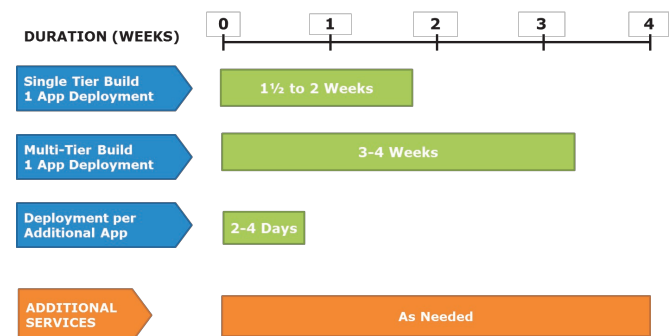 0 1 2 3 4
DURATION (WEEKS)
Single Tier Build
1 App Deployment
1½ to 2 Weeks
Multi-Tier Build
1 App Deployment
3-4 Weeks
Deployment per
Additional App
2-4 Days
ADDITIONAL
SERVICES
As Needed